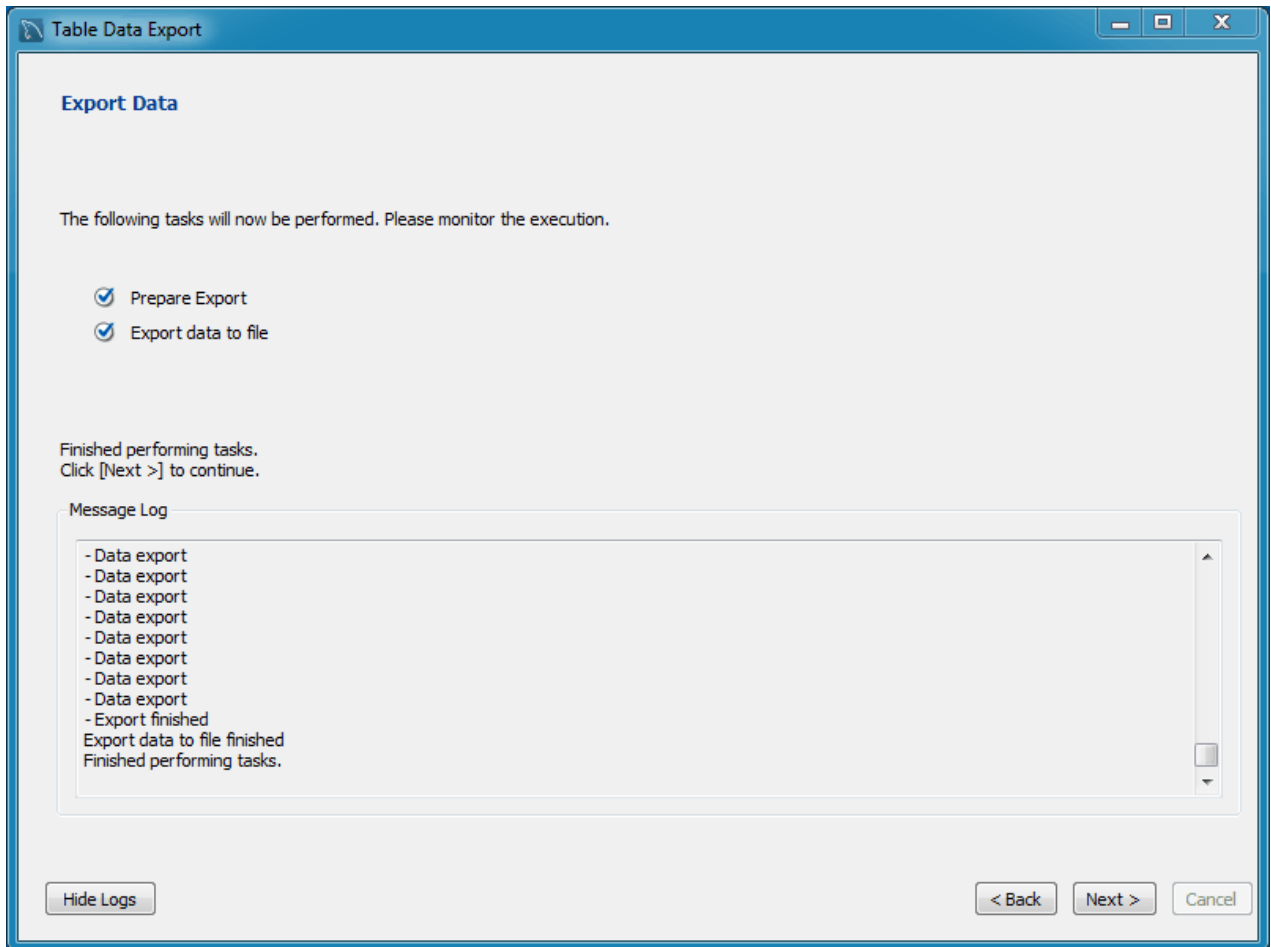 Table Data Export
Export Data
The following tasks will now be performed. Please monitor the execution.
Prepare Export
Export data to file
Finished performing tasks.
Click [Next >] to continue.
Message Log
- Data export
- Data export
- Data export
- Data export
- Data export
- Data export
- Data export
- Data export
- Export finished
Export data to file finished
Finished performing tasks.
Hide Logs
< Back
Next >
Cancel